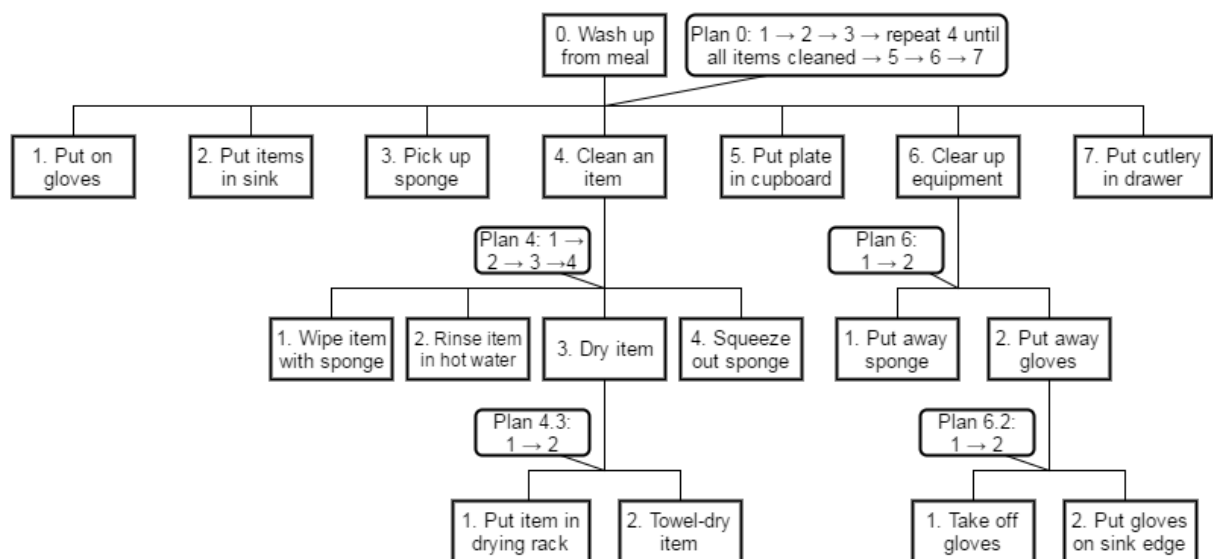 0. Wash up
from meal
Plan 0: 1 → 2 → 3 → repeat 4 until
all items cleaned → 5 → 6 → 7
1. Put on
gloves
2. Put items
in sink
3. Pick up
sponge
4. Clean an
item
5. Put plate
in cupboard
6. Clear up
equipment
7. Put cutlery
in drawer
Plan 4: 1 →
2 → 3 →4
Plan 6:
1 → 2
1. Wipe item
with sponge
2. Rinse item
in hot water
3. Dry item
4. Squeeze
out sponge
1. Put away
sponge
2. Put away
gloves
Plan 4.3:
1 → 2
Plan 6.2:
1 → 2
1. Put item in
drying rack
2. Towel-dry
item
1. Take off
gloves
2. Put gloves
on sink edge